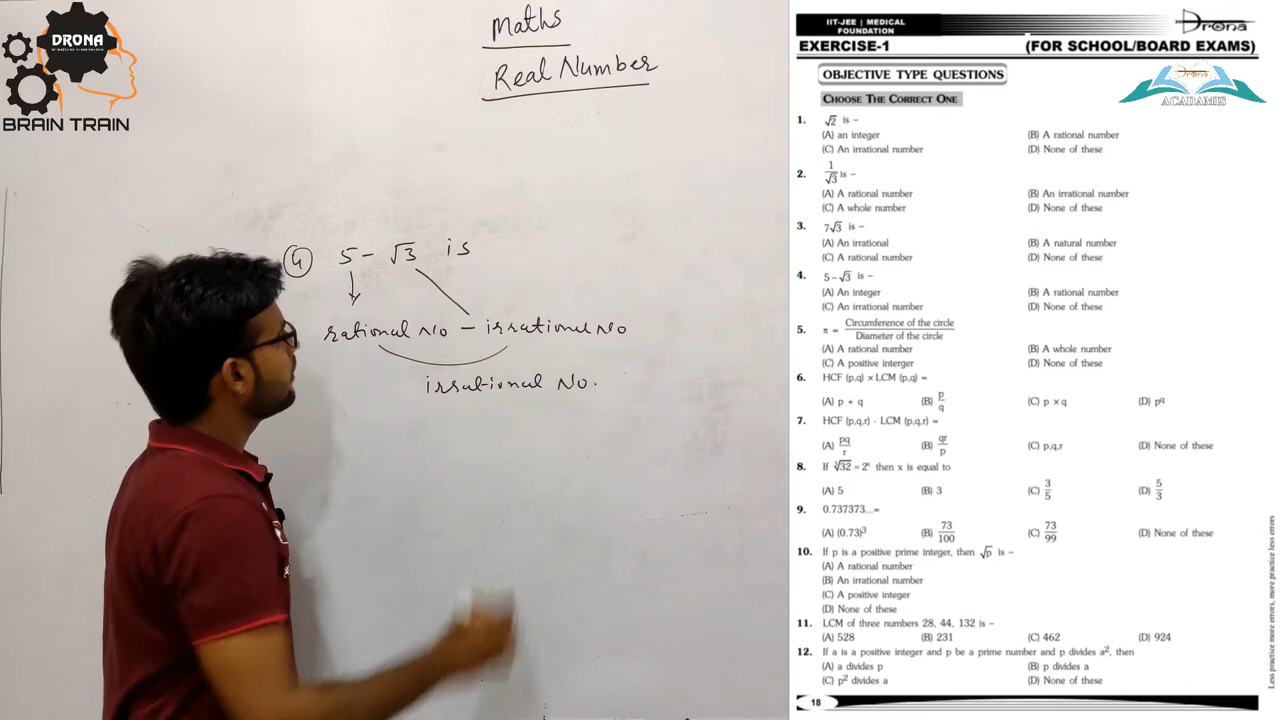 DRONA
BRAIN TRAIN
Maths
Real Number
4 5 - √3 is
rational No - irrational No
irrational No.
IIT-JEE | MEDICAL
FOUNDATION
Drona
EXERCISE-1 (FOR SCHOOL/BOARD EXAMS)
OBJECTIVE TYPE QUESTIONS
CHOOSE THE CORRECT ONE
Drona
ACADAMIS
1. √2 is –
(A) an integer (B) A rational number
(C) An irrational number (D) None of these
2. 1/√3 is –
(A) A rational number (B) An irrational number
(C) A whole number (D) None of these
3. 7√3 is –
(A) An irrational (B) A natural number
(C) A rational number (D) None of these
4. 5–√3 is –
(A) An integer (B) A rational number
(C) An irrational number (D) None of these
5. π = Circumference of the circle / Diameter of the circle
(A) A rational number (B) A whole number
(C) A positive interger (D) None of these
6. HCF (p,q) × LCM (p,q) =
(A) p + q (B) p/q (C) p × q (D) p^q
7. HCF (p,q,r) · LCM (p,q,r) =
(A) pq/r (B) qr/p (C) p,q,r (D) None of these
8. If ³√32 = 2ˣ then x is equal to
(A) 5 (B) 3 (C) 3/5 (D) 5/3
9. 0.737373...=
(A) (0.73)³ (B) 73/100 (C) 73/99 (D) None of these
10. If p is a positive prime integer, then √p is –
(A) A rational number
(B) An irrational number
(C) A positive integer
(D) None of these
11. LCM of three numbers 28, 44, 132 is –
(A) 528 (B) 231 (C) 462 (D) 924
12. If a is a positive integer and p be a prime number and p divides a², then
(A) a divides p (B) p divides a
(C) p² divides a (D) None of these
18
Less practice more errors, more practice less errors